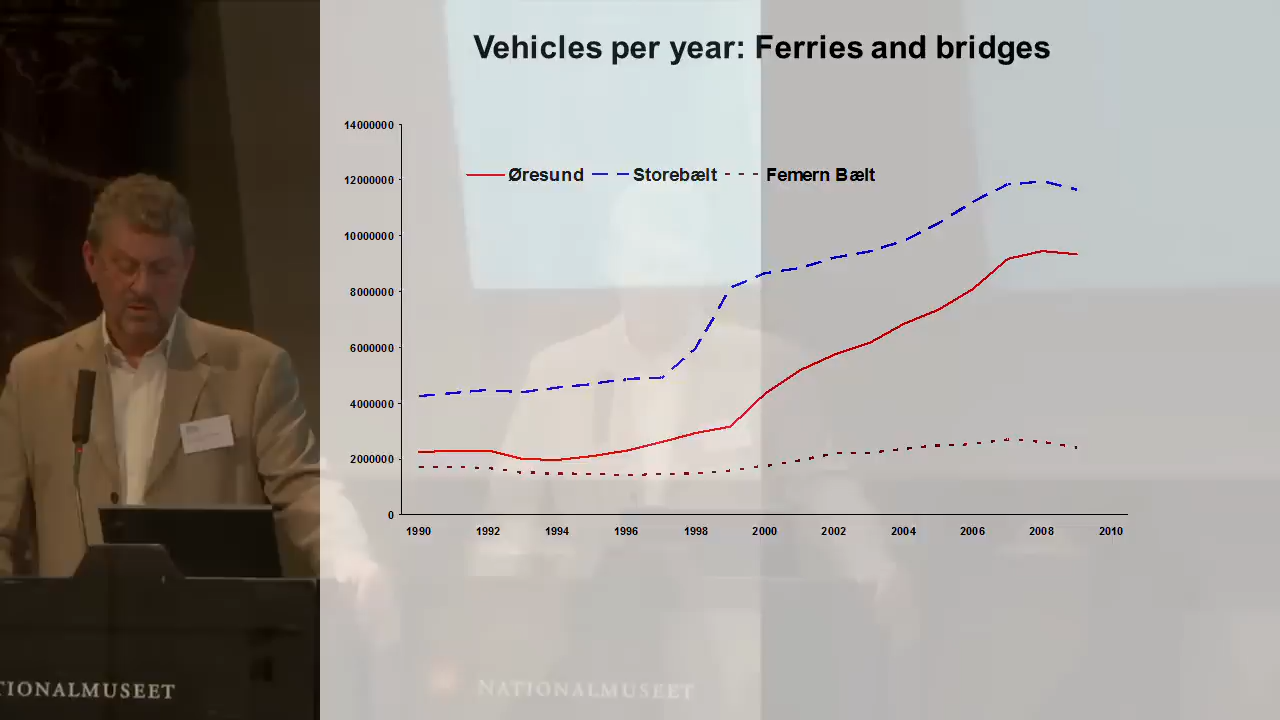 Vehicles per year: Ferries and bridges
14000000
Øresund Storebælt Femern Bælt
12000000
10000000
8000000
6000000
4000000
2000000
0
1990 1992 1994 1996 1998 2000 2002 2004 2006 2008 2010
TIONALMUSEET
NATIONALMUSEET